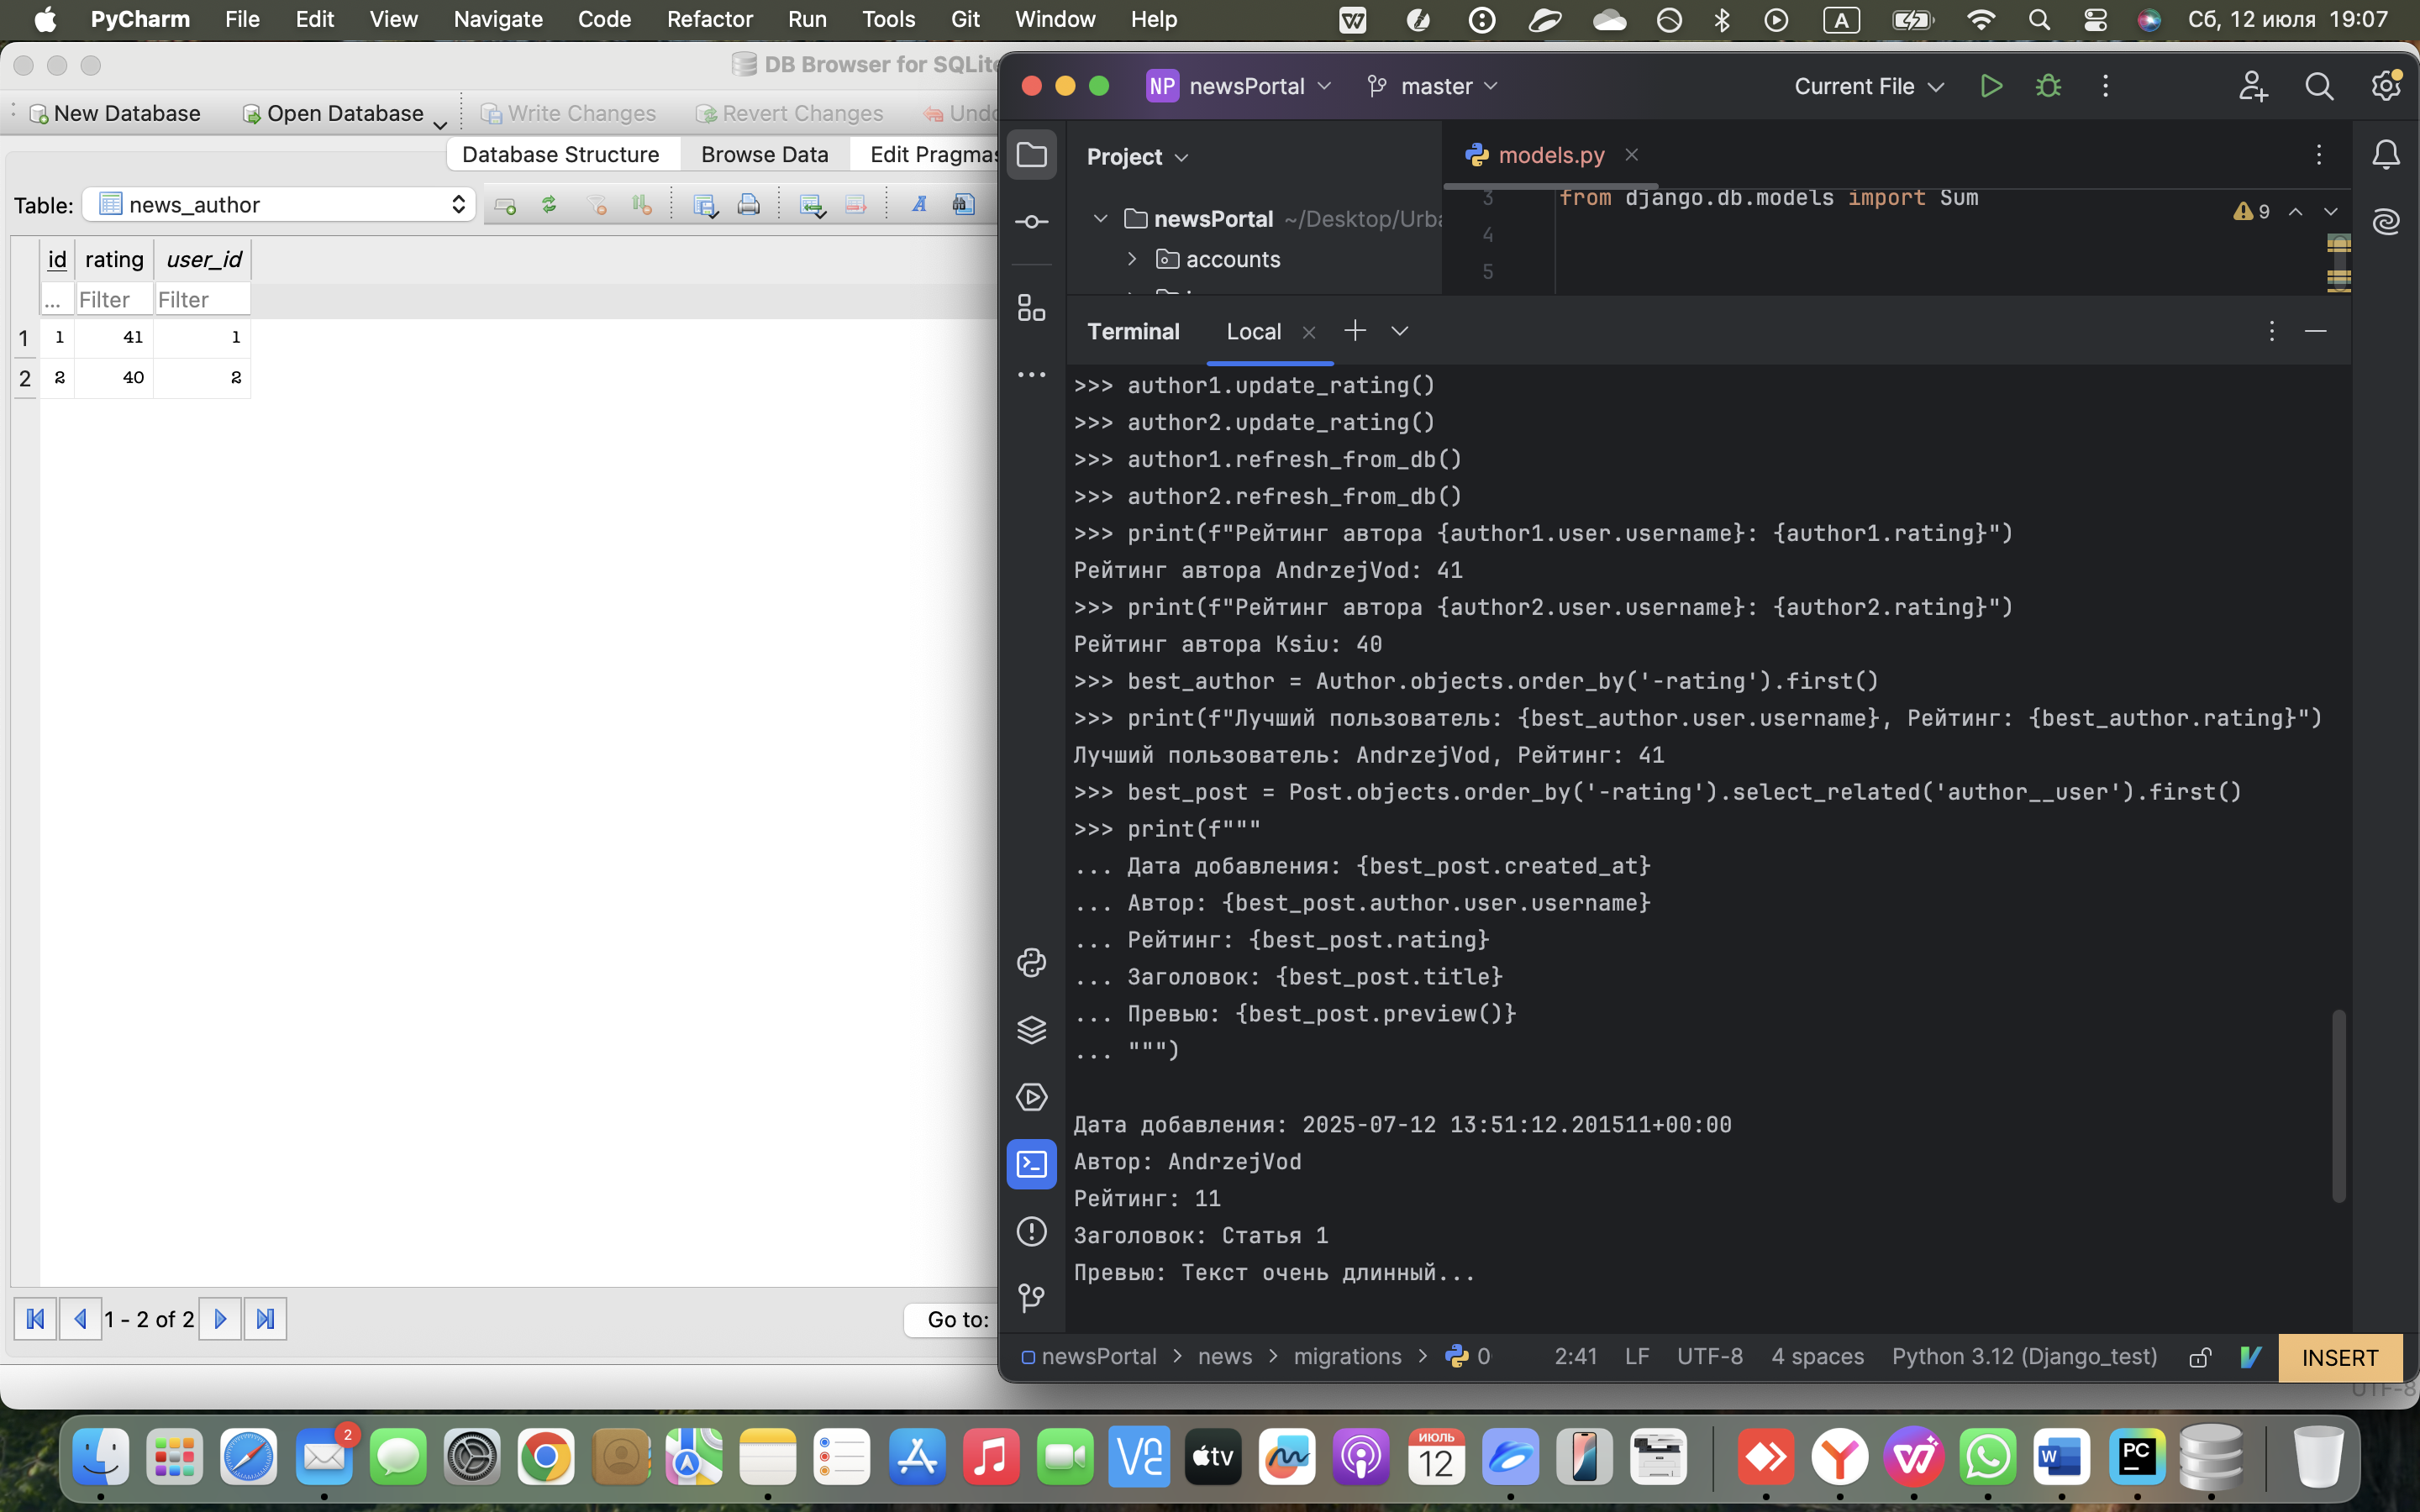 PyCharm File Edit View Navigate Code Refactor Run Tools Git Window Help A Сб, 12 июля 19:07
DB Browser for SQLite
New Database Open Database Write Changes Revert Changes Undo
Database Structure Browse Data Edit Pragmas
Table: news_author
id rating user_id
... Filter Filter
1 1 41 1
2 2 40 2
1 - 2 of 2 Go to:
NP newsPortal master Current File
Project
models.py
newsPortal ~/Desktop/Urba
accounts
3 from django.db.models import Sum
4
5
9
Terminal Local
>>> author1.update_rating()
>>> author2.update_rating()
>>> author1.refresh_from_db()
>>> author2.refresh_from_db()
>>> print(f"Рейтинг автора {author1.user.username}: {author1.rating}")
Рейтинг автора AndrzejVod: 41
>>> print(f"Рейтинг автора {author2.user.username}: {author2.rating}")
Рейтинг автора Ksiu: 40
>>> best_author = Author.objects.order_by('-rating').first()
>>> print(f"Лучший пользователь: {best_author.user.username}, Рейтинг: {best_author.rating}")
Лучший пользователь: AndrzejVod, Рейтинг: 41
>>> best_post = Post.objects.order_by('-rating').select_related('author__user').first()
>>> print(f"""
... Дата добавления: {best_post.created_at}
... Автор: {best_post.author.user.username}
... Рейтинг: {best_post.rating}
... Заголовок: {best_post.title}
... Превью: {best_post.preview()}
... """)
Дата добавления: 2025-07-12 13:51:12.201511+00:00
Автор: AndrzejVod
Рейтинг: 11
Заголовок: Статья 1
Превью: Текст очень длинный...
newsPortal > news > migrations > 0 2:41 LF UTF-8 4 spaces Python 3.12 (Django_test) INSERT
UTF-8
2
tv
ИЮЛЬ
12
W
PC